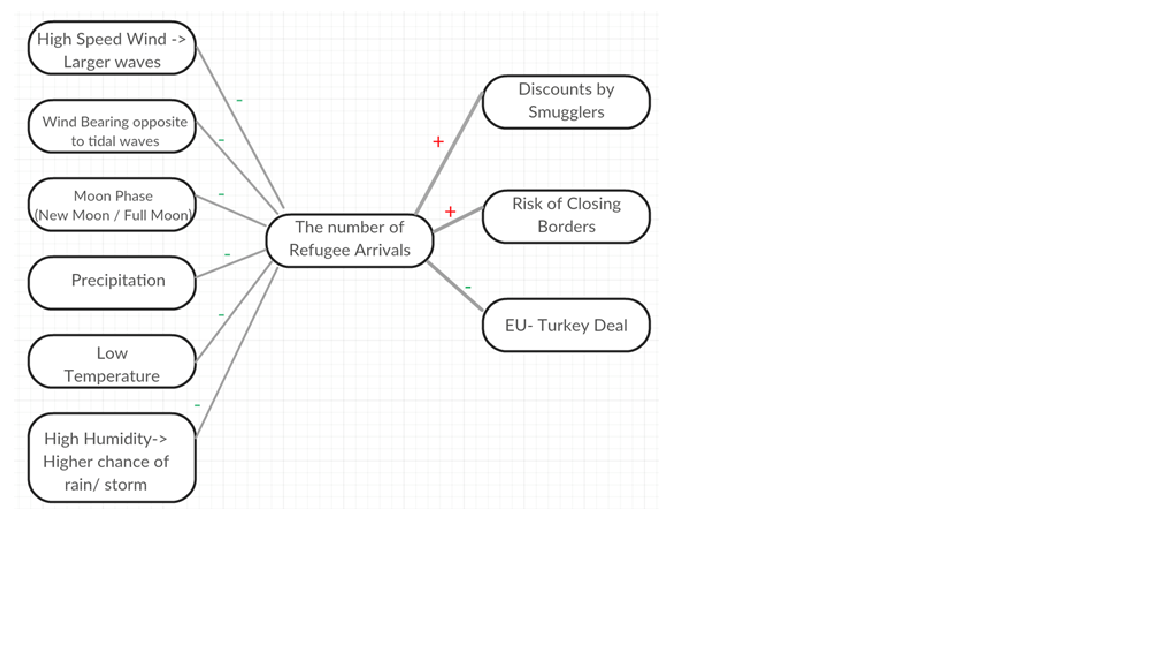 High Speed Wind ->
Larger waves
-
Wind Bearing opposite
to tidal waves
-
Moon Phase
(New Moon / Full Moon)
-
Precipitation
-
Low
Temperature
-
High Humidity->
Higher chance of
rain/ storm
-
The number of
Refugee Arrivals
+
Discounts by
Smugglers
+
Risk of Closing
Borders
-
EU- Turkey Deal